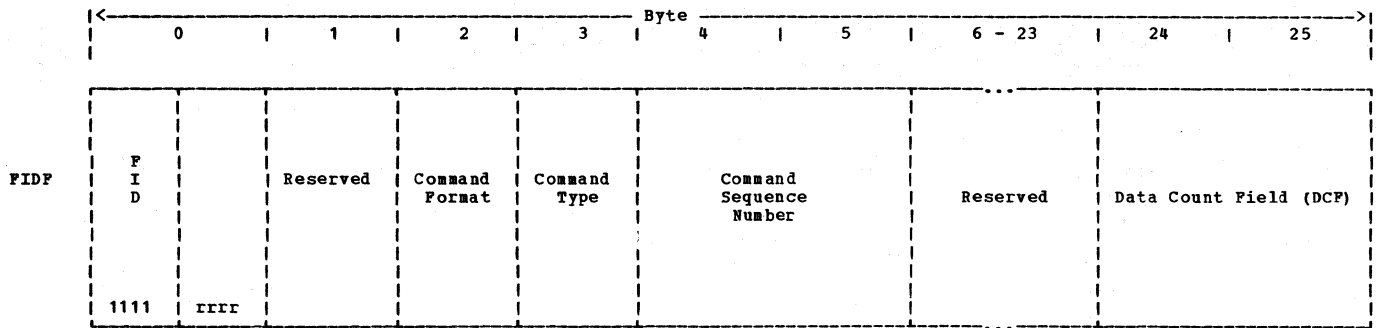 |<-------------------- Byte -------------------->|
0 | 1 | 2 | 3 | 4 | 5 | 6 - 23 | 24 | 25
...
FIDF
F
I
D
Reserved
Command
Format
Command
Type
Command
Sequence
Number
Reserved
Data Count Field (DCF)
1111
rrrr
...